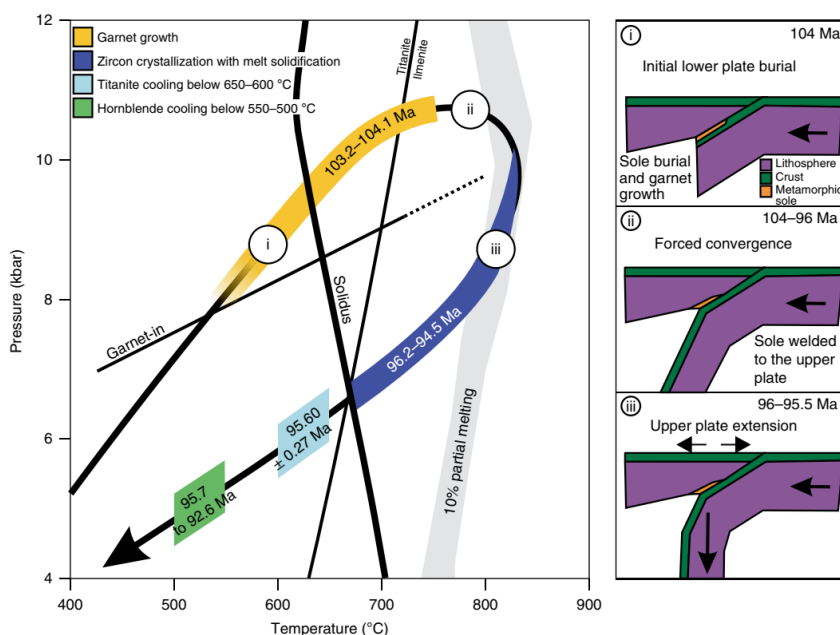 12
10
8
6
4
Pressure (kbar)
400
500
600
700
800
900
Temperature (°C)
Garnet growth
Zircon crystallization with melt solidification
Titanite cooling below 650–600 °C
Hornblende cooling below 550–500 °C
Titanite
Ilmenite
103.2–104.1 Ma
i
ii
iii
Garnet-in
Solidus
96.2–94.5 Ma
95.60
± 0.27 Ma
95.7
to 92.6 Ma
10% partial melting
i
104 Ma
Initial lower plate burial
Sole burial
and garnet
growth
Lithosphere
Crust
Metamorphic
sole
ii
104–96 Ma
Forced convergence
Sole welded
to the upper
plate
iii
96–95.5 Ma
Upper plate extension